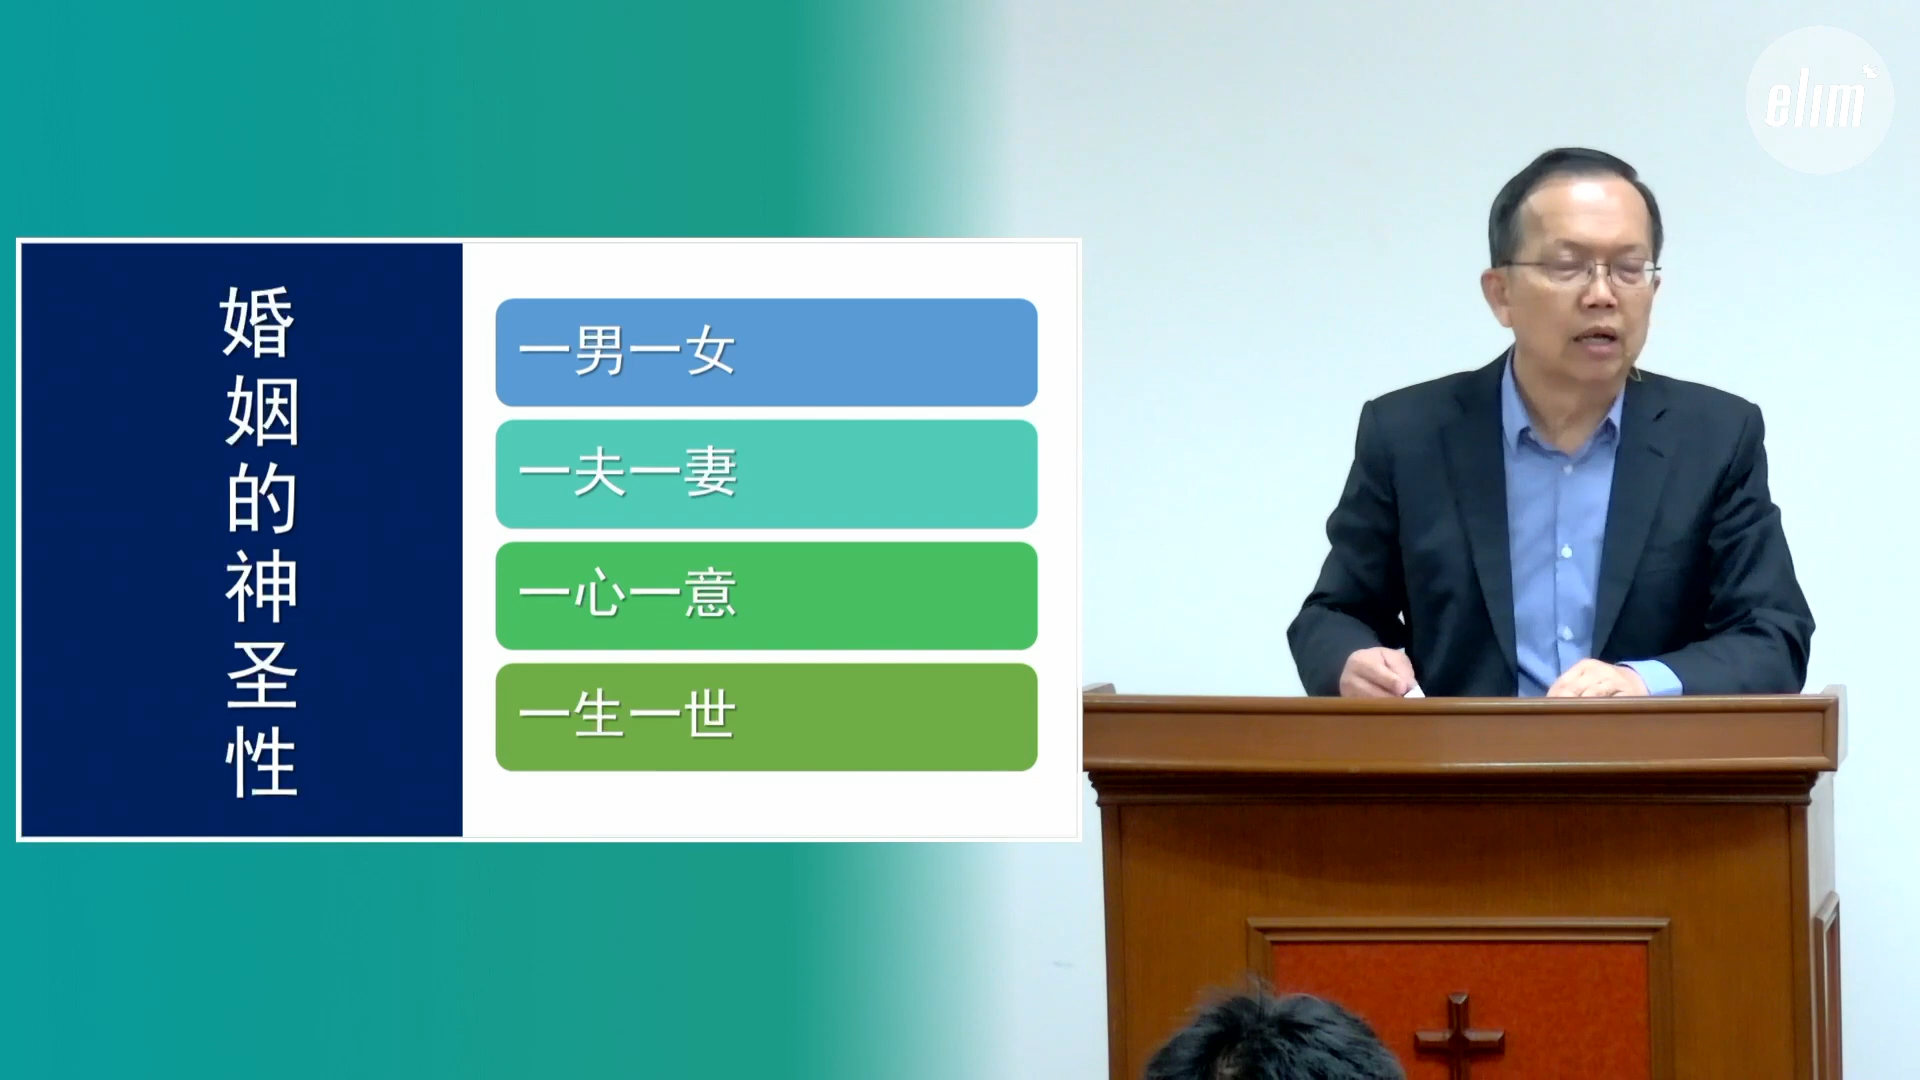 婚姻的神圣性
一男一女
一夫一妻
一心一意
一生一世
elim